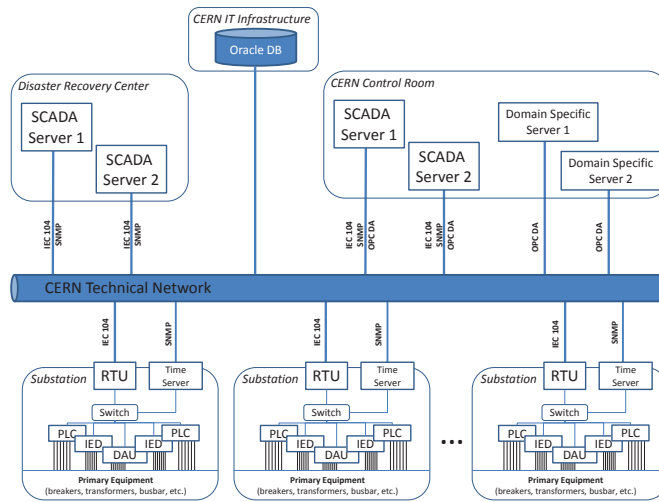 CERN IT Infrastructure
Oracle DB
Disaster Recovery Center
SCADA
Server 1
SCADA
Server 2
CERN Control Room
SCADA
Server 1
SCADA
Server 2
Domain Specific
Server 1
Domain Specific
Server 2
IEC 104
SNMP
IEC 104
SNMP
IEC 104
SNMP
OPC DA
IEC 104
SNMP
OPC DA
OPC DA
OPC DA
CERN Technical Network
IEC 104
SNMP
IEC 104
SNMP
IEC 104
SNMP
Substation
RTU
Time
Server
Switch
PLC
IED
DAU
IED
PLC
Primary Equipment
(breakers, transformers, busbar, etc.)
Substation
RTU
Time
Server
Switch
PLC
IED
DAU
IED
PLC
Primary Equipment
(breakers, transformers, busbar, etc.)
...
Substation
RTU
Time
Server
Switch
PLC
IED
DAU
IED
PLC
Primary Equipment
(breakers, transformers, busbar, etc.)